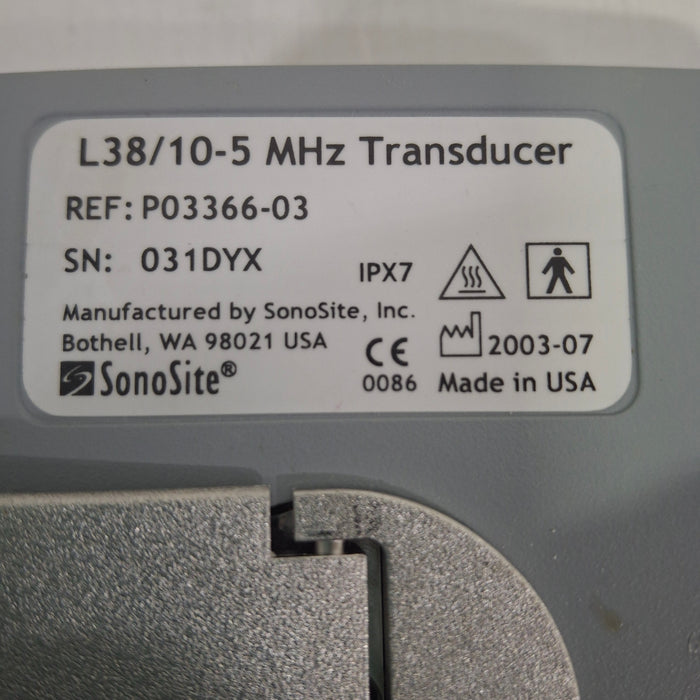 L38/10-5 MHz Transducer
REF: P03366-03
SN: 031DYX
IPX7
Manufactured by SonoSite, Inc.
Bothell, WA 98021 USA
CE
2003-07
SonoSite®
0086
Made in USA